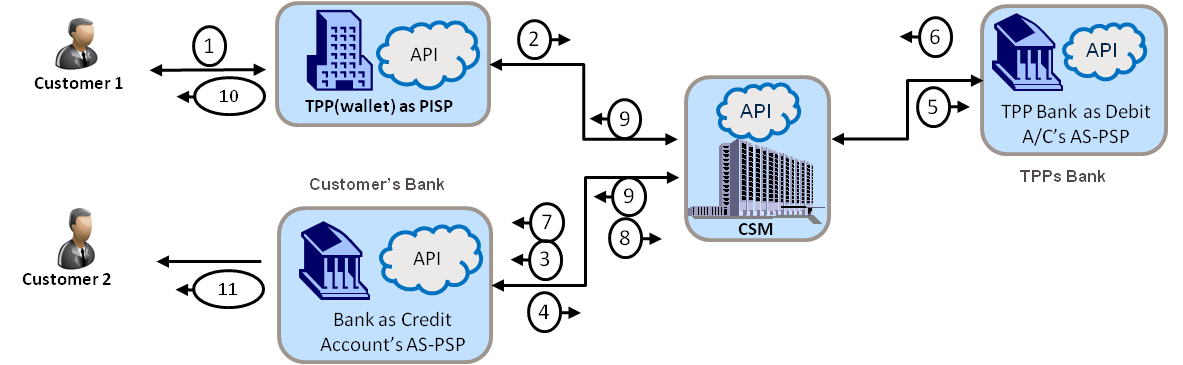 1
2
6
API
API
API
Customer 1
10
TPP(wallet) as PISP
9
API
5
TPP Bank as Debit
A/C's AS-PSP
Customer's Bank
TPPs Bank
9
7
8
CSM
API
3
Customer 2
11
4
Bank as Credit
Account's AS-PSP